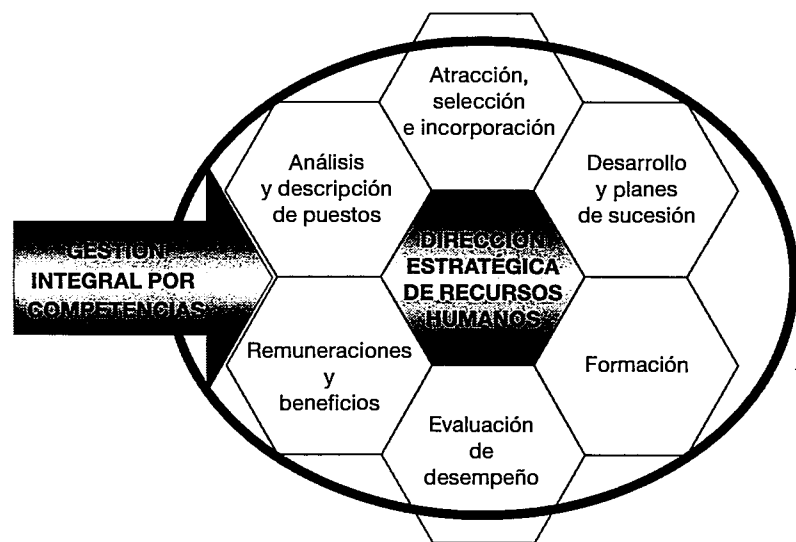 Atracción,
selección
e incorporación
Análisis
y descripción
de puestos
Desarrollo
y planes
de sucesión
GESTIÓN
INTEGRAL POR
COMPETENCIAS
DIRECCIÓN
ESTRATÉGICA
DE RECURSOS
HUMANOS
Remuneraciones
y
beneficios
Formación
Evaluación
de
desempeño